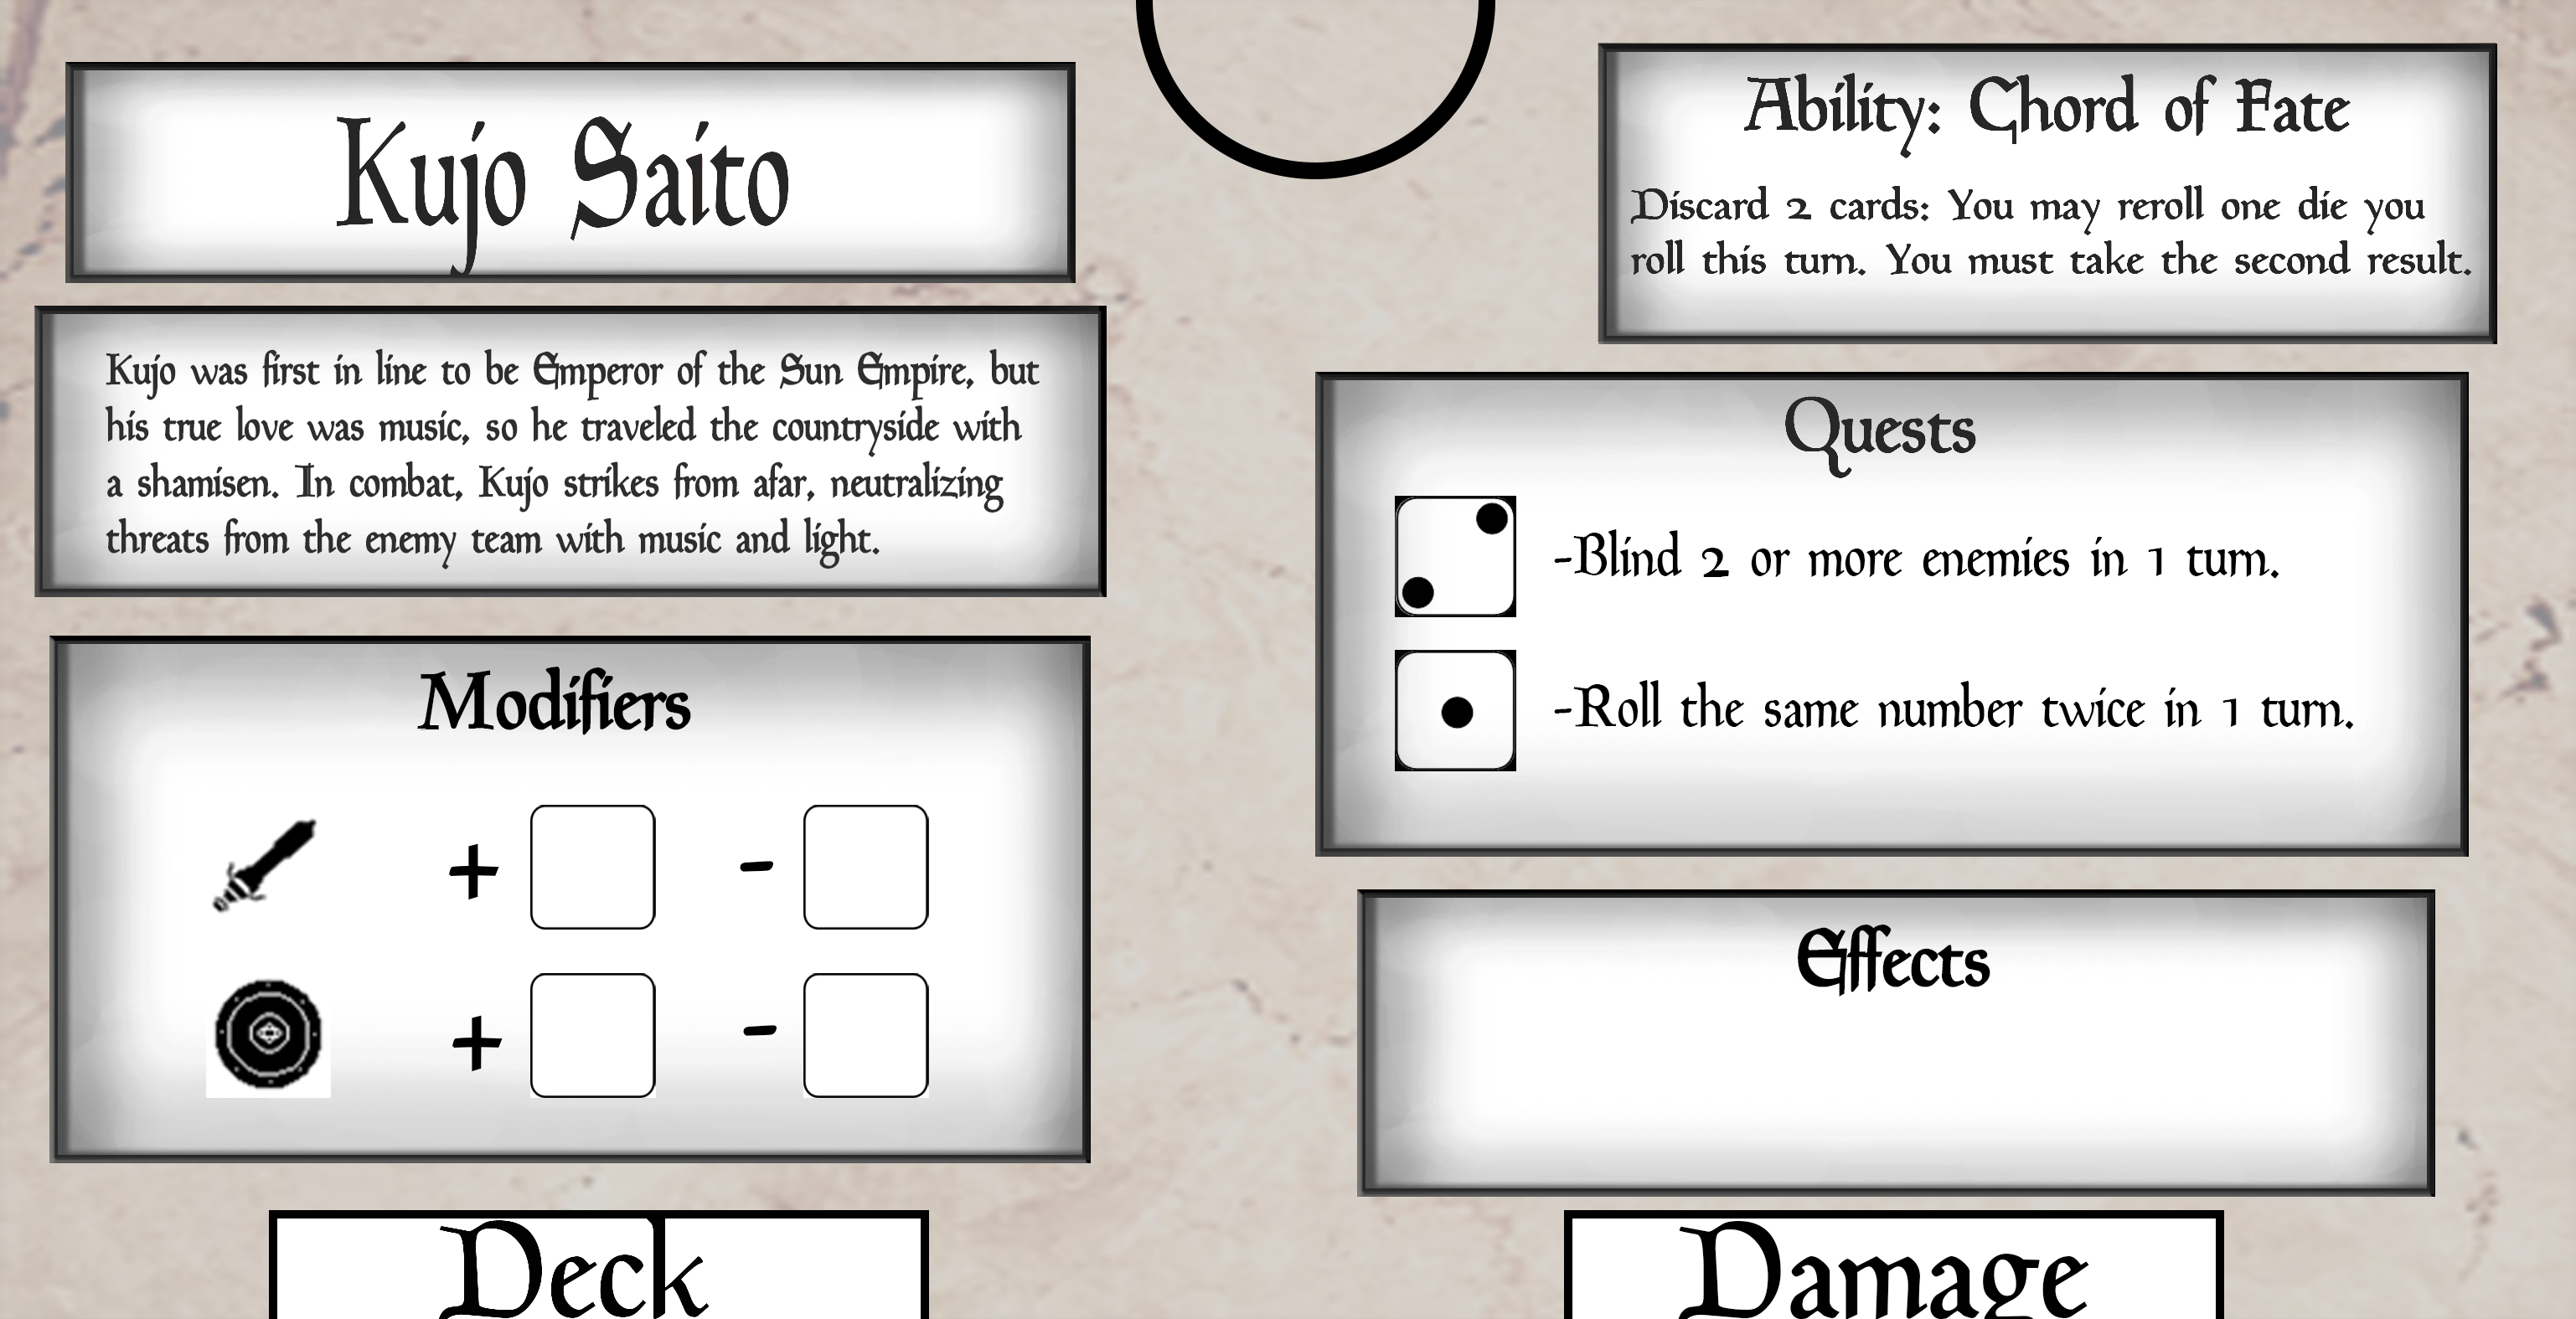 Kujo Saito
Kujo was first in line to be Emperor of the Sun Empire, but
his true love was music, so he traveled the countryside with
a shamisen. In combat, Kujo strikes from afar, neutralizing
threats from the enemy team with music and light.
Modifiers
+ -
+ -
Deck
Ability: Chord of Fate
Discard 2 cards: You may reroll one die you
roll this turn. You must take the second result.
Quests
-Blind 2 or more enemies in 1 turn.
-Roll the same number twice in 1 turn.
Effects
Damage